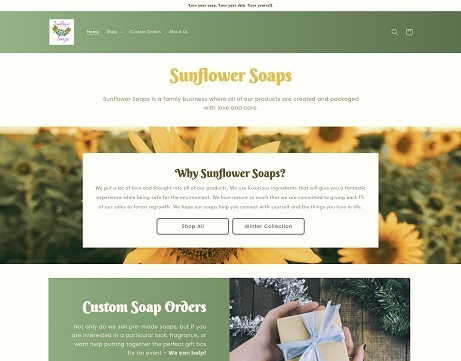 Love your soap. Love your skin. Love yourself.
Sunflower
Soaps
Home Shop Custom Orders About Us
Sunflower Soaps
Sunflower Soaps is a family business where all of our products are created and packaged
with love and care.
Why Sunflower Soaps?
We put a lot of love and thought into all of our products. We use luxurious ingredients that will give you a fantastic
experience while being safe for the environment. We love nature so much that we are committed to giving back 1%
of our sales to forest regrowth. We hope our soaps help you connect with yourself and the things you love in life.
Shop All Winter Collection
Custom Soap Orders
Not only do we sell pre-made soaps, but if you
are interested in a particular look, fragrance, or
want help putting together the perfect gift box
for an event - We can help!